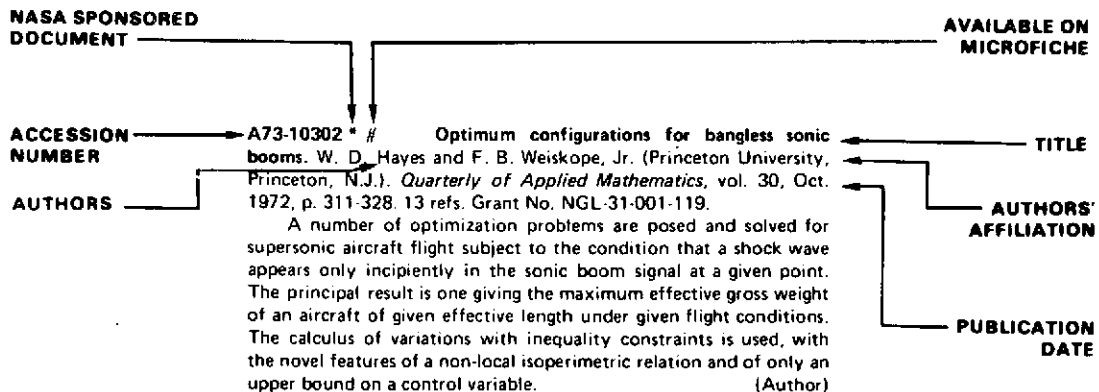 NASA SPONSORED
DOCUMENT
AVAILABLE ON
MICROFICHE
ACCESSION
NUMBER
AUTHORS
A73-10302 * # Optimum configurations for bangless sonic
booms. W. D. Hayes and F. B. Weiskope, Jr. (Princeton University,
Princeton, N.J.). Quarterly of Applied Mathematics, vol. 30, Oct.
1972, p. 311-328. 13 refs. Grant No. NGL-31-001-119.
A number of optimization problems are posed and solved for
supersonic aircraft flight subject to the condition that a shock wave
appears only incipiently in the sonic boom signal at a given point.
The principal result is one giving the maximum effective gross weight
of an aircraft of given effective length under given flight conditions.
The calculus of variations with inequality constraints is used, with
the novel features of a non-local isoperimetric relation and of only an
upper bound on a control variable. (Author)
TITLE
AUTHORS'
AFFILIATION
PUBLICATION
DATE